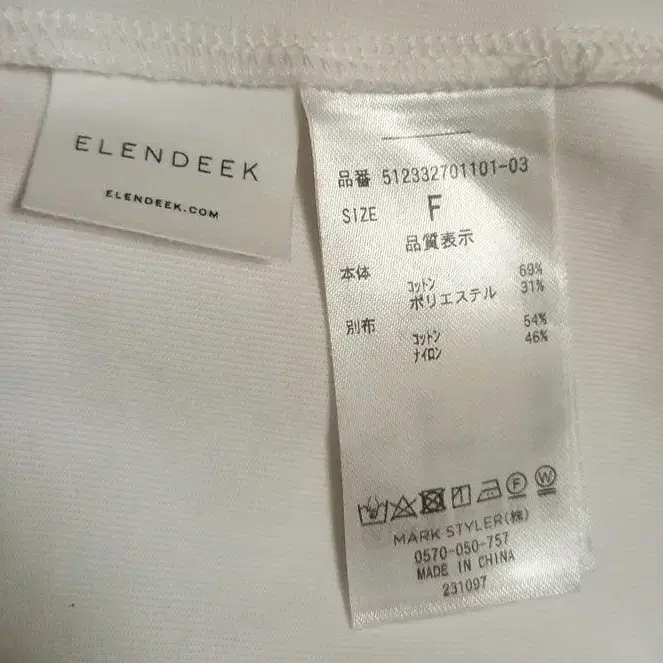 ELENDEEK
ELENDEEK.COM
品番 512332701101-03
SIZE F
品質表示
本体 コットン 69%
ポリエステル 31%
別布 コットン 54%
ナイロン 46%
F W
MARK STYLER(株)
0570-050-757
MADE IN CHINA
231097